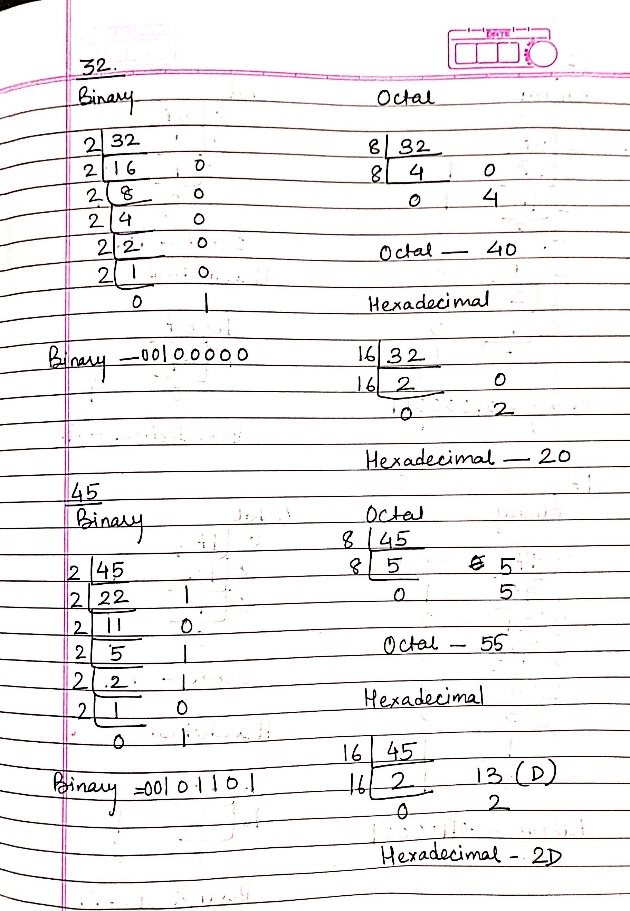 DATE
32.
Binary
2 32
2 16 0
2 8 0
2 4 0
2 2 0
2 1 0
0 1
Binary — 00100000
Octal
8 32
8 4 0
0 4
Octal — 40
Hexadecimal
16 32
16 2 0
0 2
Hexadecimal — 20
45
Binary
2 45
2 22 1
2 11 0
2 5 1
2 2 1
2 1 0
0 1
Binary =00101101
Octal
8 45
8 5 5
0 5
Octal - 55
Hexadecimal
16 45
16 2 13 (D)
0 2
Hexadecimal - 2D